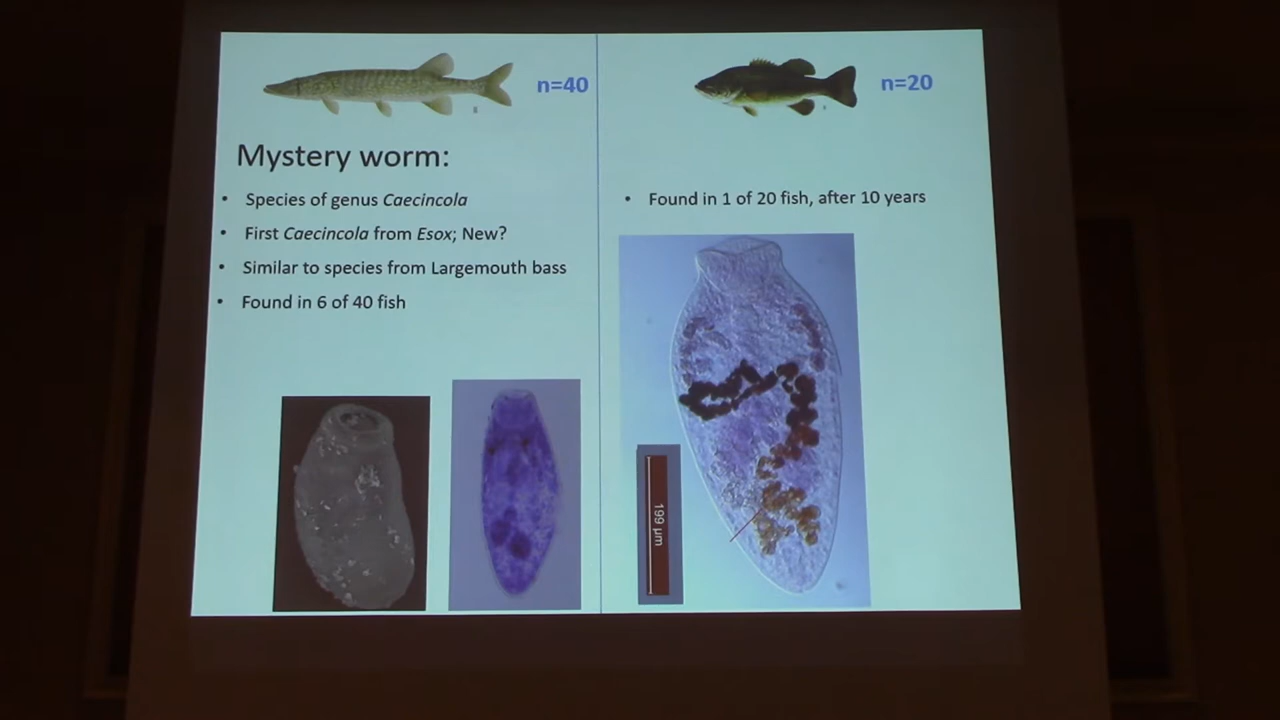 n=40
Mystery worm:
• Species of genus Caecincola
• First Caecincola from Esox; New?
• Similar to species from Largemouth bass
• Found in 6 of 40 fish
n=20
• Found in 1 of 20 fish, after 10 years
199 µm